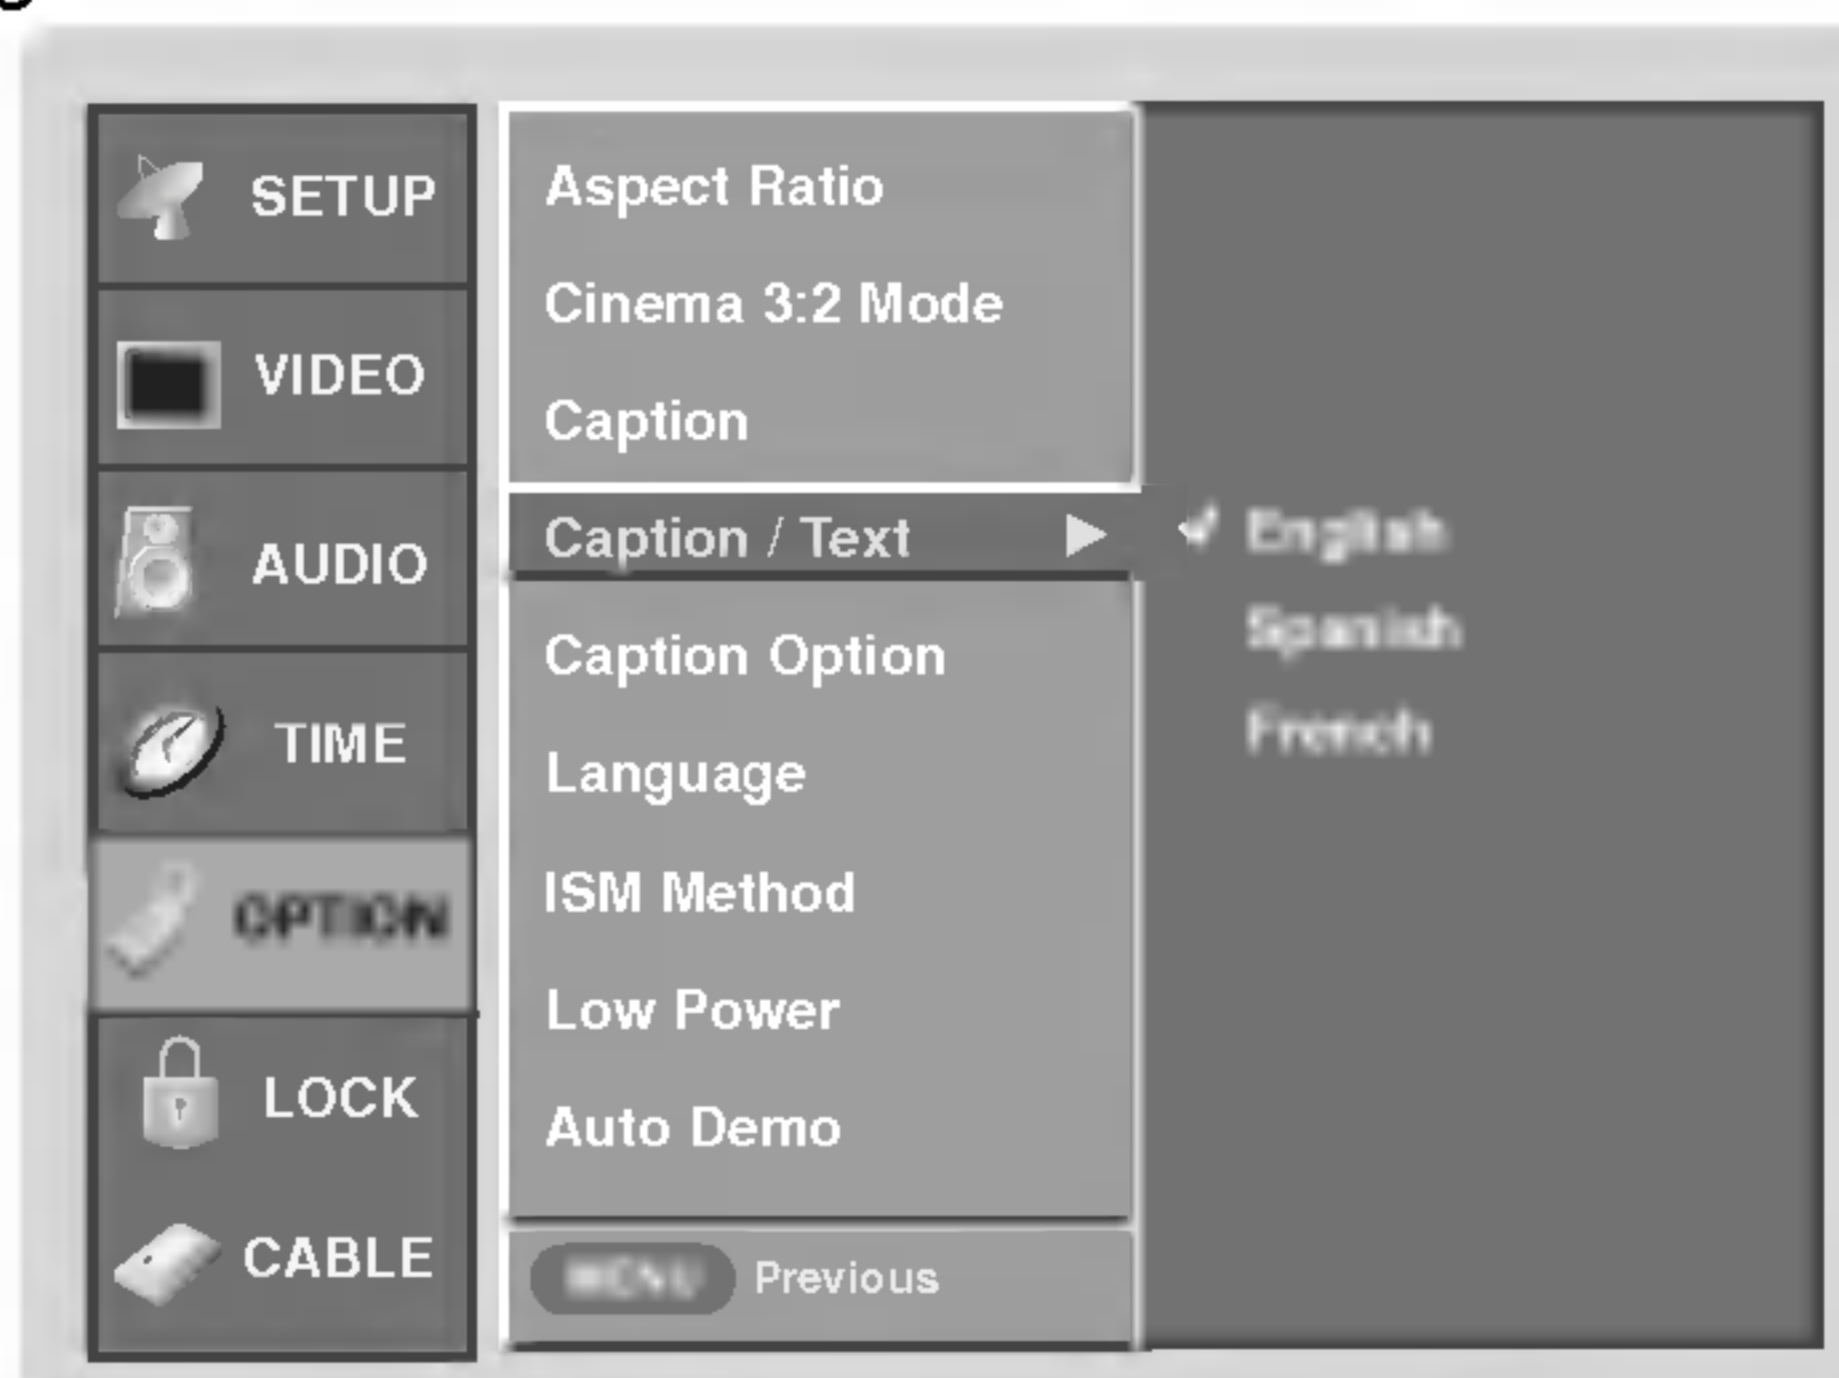 SETUP
VIDEO
AUDIO
TIME
OPTION
LOCK
CABLE
Aspect Ratio
Cinema 3:2 Mode
Caption
Caption / Text
Caption Option
Language
ISM Method
Low Power
Auto Demo
MENU Previous
English
Spanish
French